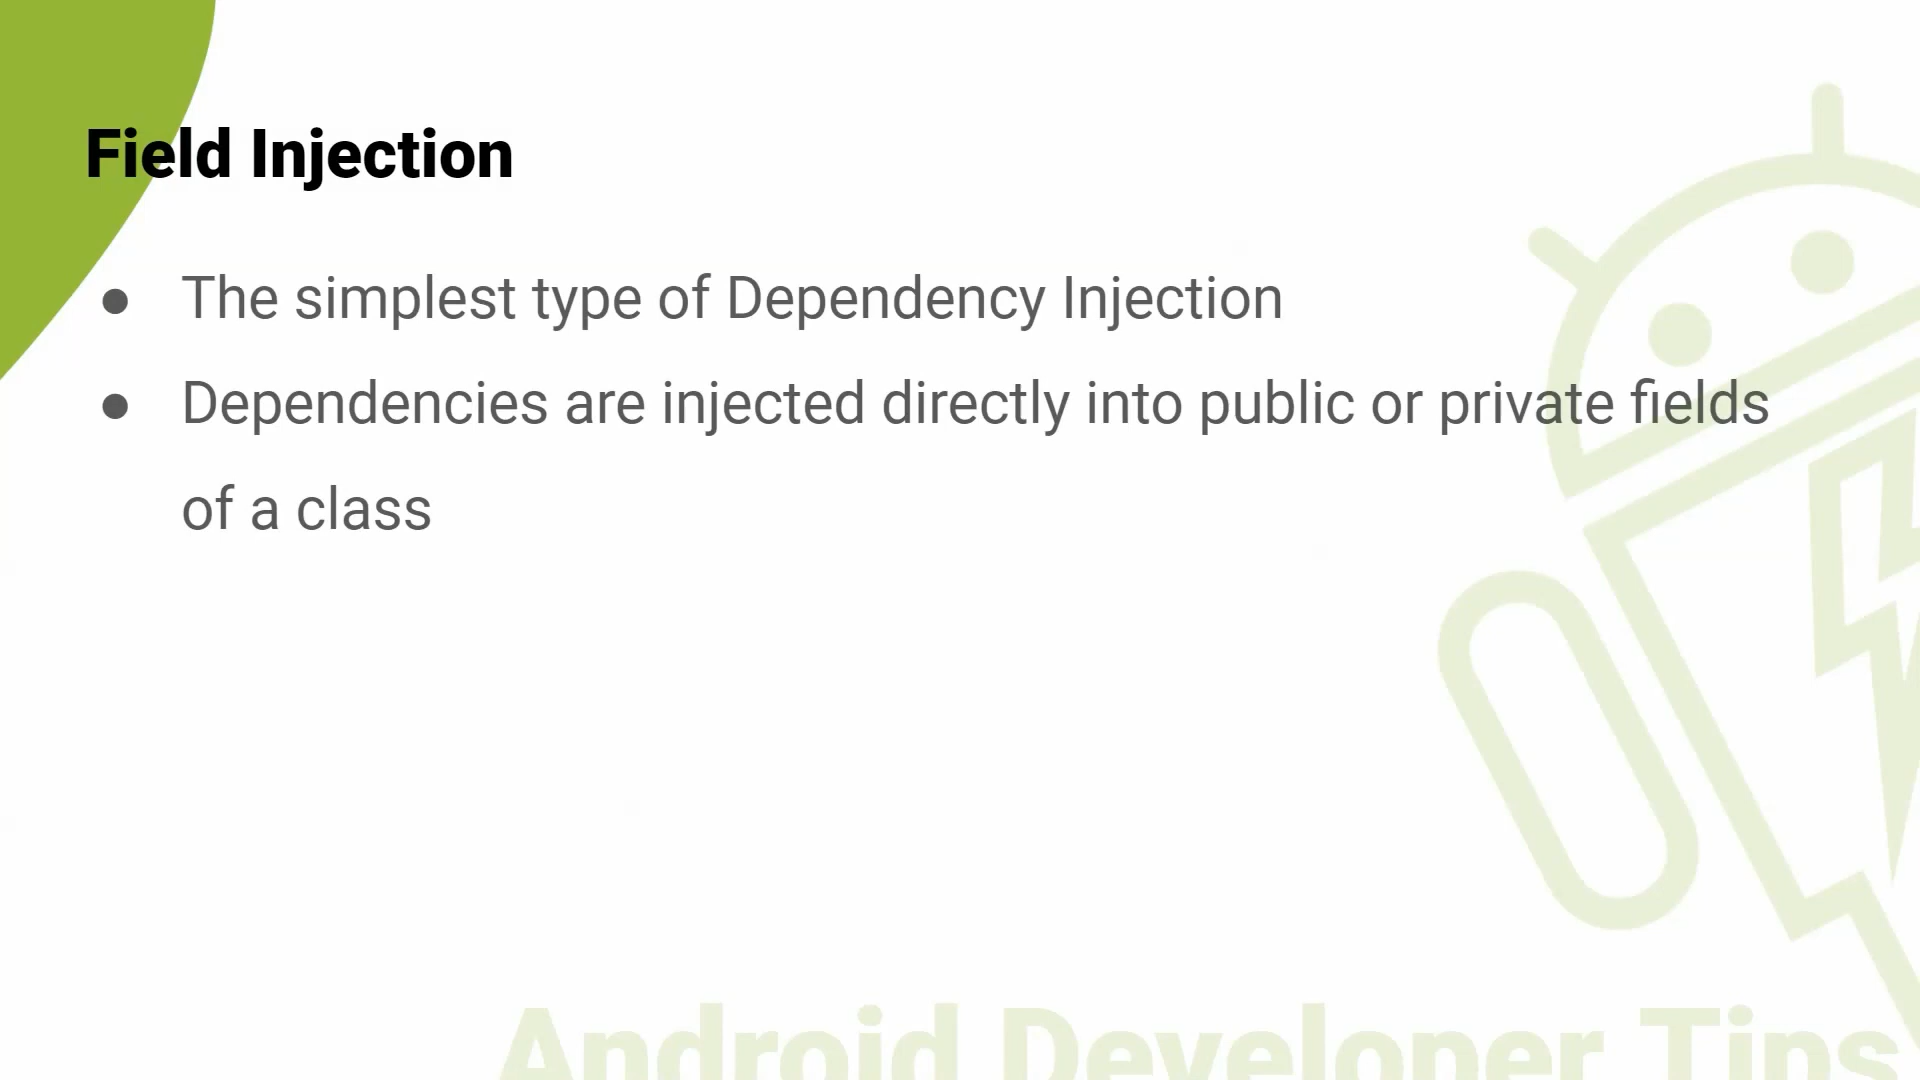 Field Injection
● The simplest type of Dependency Injection
● Dependencies are injected directly into public or private fields
of a class
Android Developer Tips